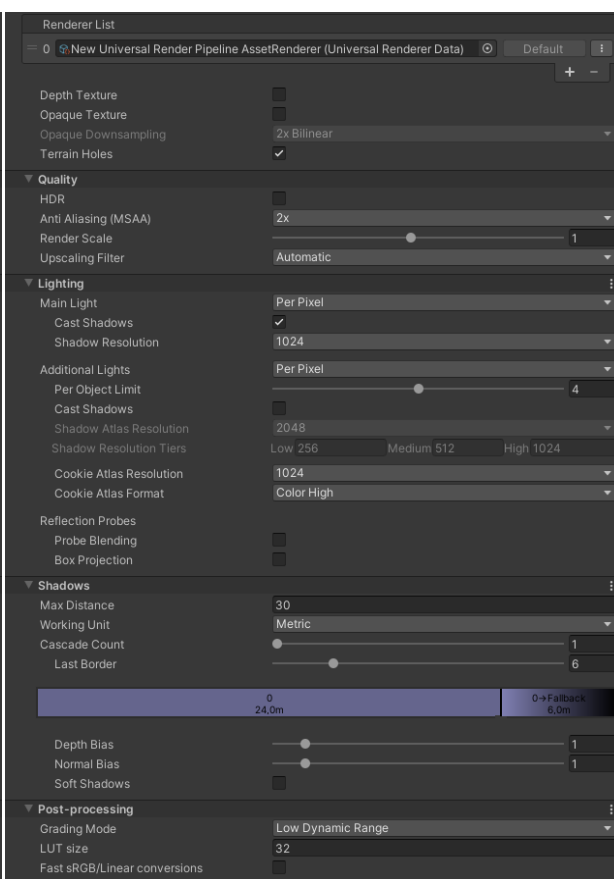 Renderer List
0 New Universal Render Pipeline AssetRenderer (Universal Renderer Data) Default
+ −
Depth Texture
Opaque Texture
Opaque Downsampling 2x Bilinear
Terrain Holes
Quality
HDR
Anti Aliasing (MSAA) 2x
Render Scale 1
Upscaling Filter Automatic
Lighting
Main Light Per Pixel
Cast Shadows
Shadow Resolution 1024
Additional Lights Per Pixel
Per Object Limit 4
Cast Shadows
Shadow Atlas Resolution 2048
Shadow Resolution Tiers Low 256 Medium 512 High 1024
Cookie Atlas Resolution 1024
Cookie Atlas Format Color High
Reflection Probes
Probe Blending
Box Projection
Shadows
Max Distance 30
Working Unit Metric
Cascade Count 1
Last Border 6
0 0→Fallback
24,0m 6,0m
Depth Bias 1
Normal Bias 1
Soft Shadows
Post-processing
Grading Mode Low Dynamic Range
LUT size 32
Fast sRGB/Linear conversions